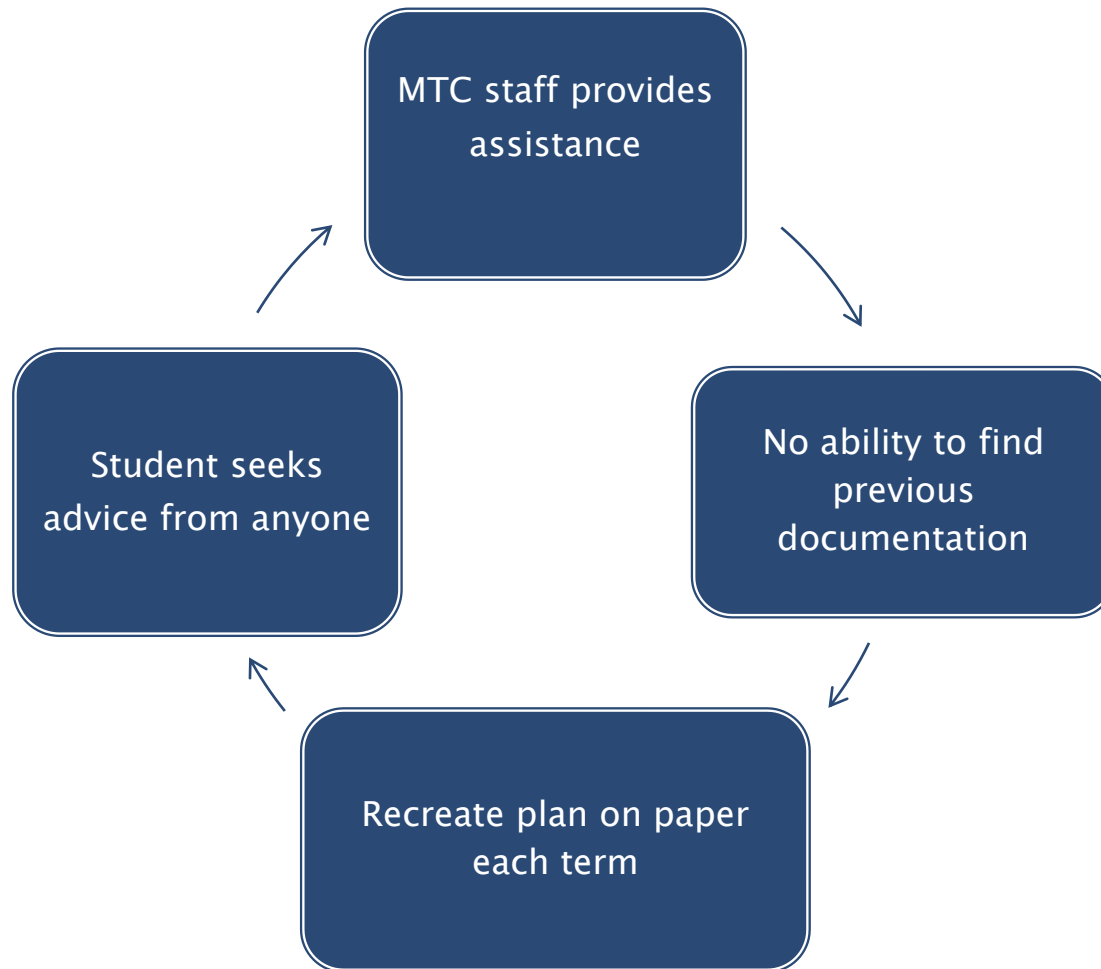 MTC staff provides
assistance
No ability to find
previous
documentation
Recreate plan on paper
each term
Student seeks
advice from anyone